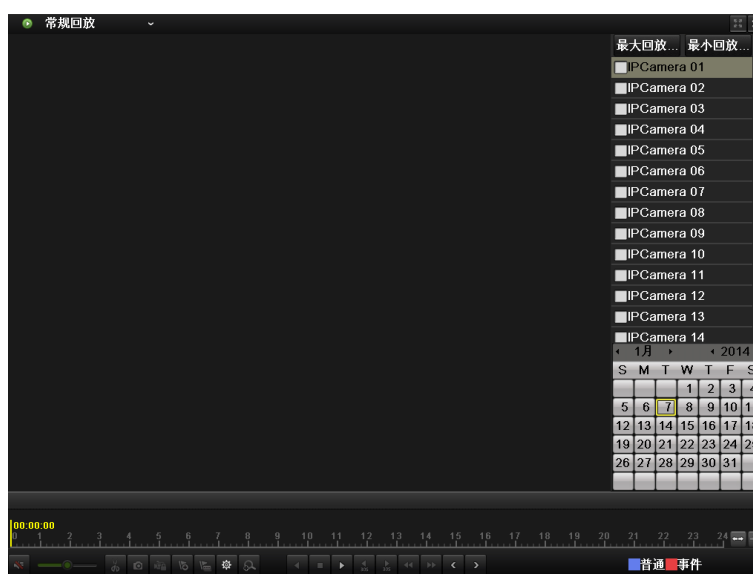 常规回放
最大回放... 最小回放...
IPCamera 01
IPCamera 02
IPCamera 03
IPCamera 04
IPCamera 05
IPCamera 06
IPCamera 07
IPCamera 08
IPCamera 09
IPCamera 10
IPCamera 11
IPCamera 12
IPCamera 13
IPCamera 14
1月 2014
S M T W T F S
1 2 3 4
5 6 7 8 9 10 1
12 13 14 15 16 17 1
19 20 21 22 23 24 2
26 27 28 29 30 31
00:00:00
0 1 2 3 4 5 6 7 8 9 10 11 12 13 14 15 16 17 18 19 20 21 22 23 24
普通 事件